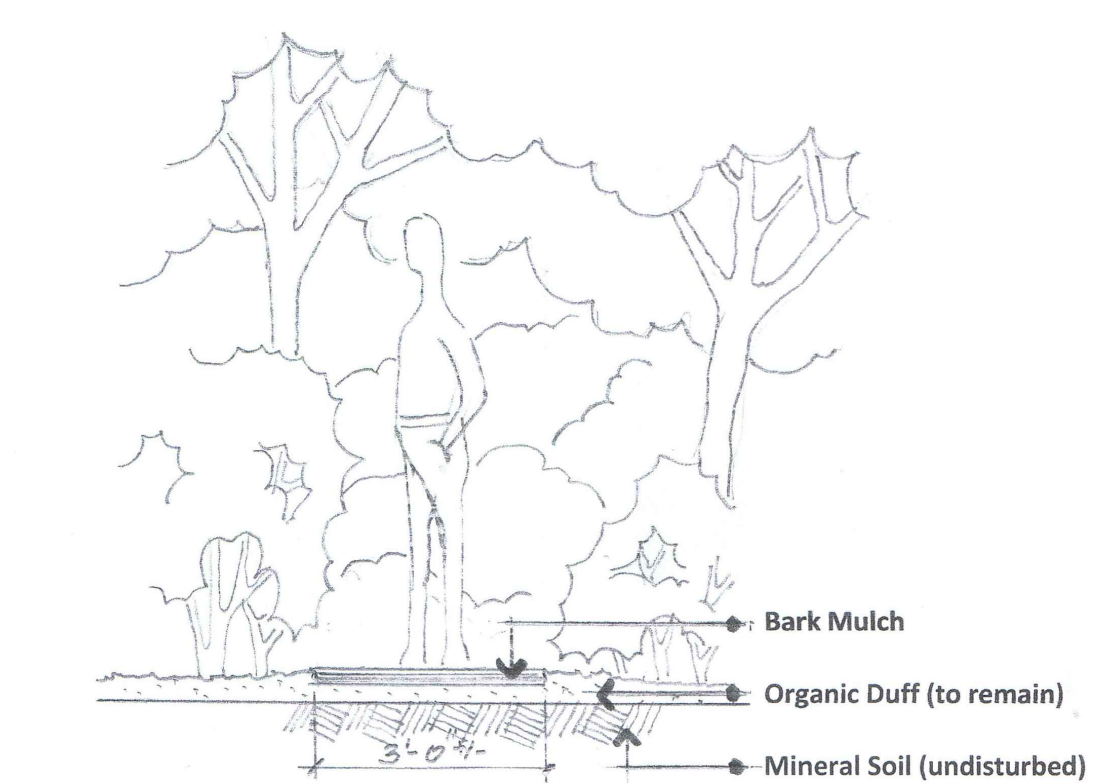 Bark Mulch
Organic Duff (to remain)
3'-0" +/-
Mineral Soil (undisturbed)